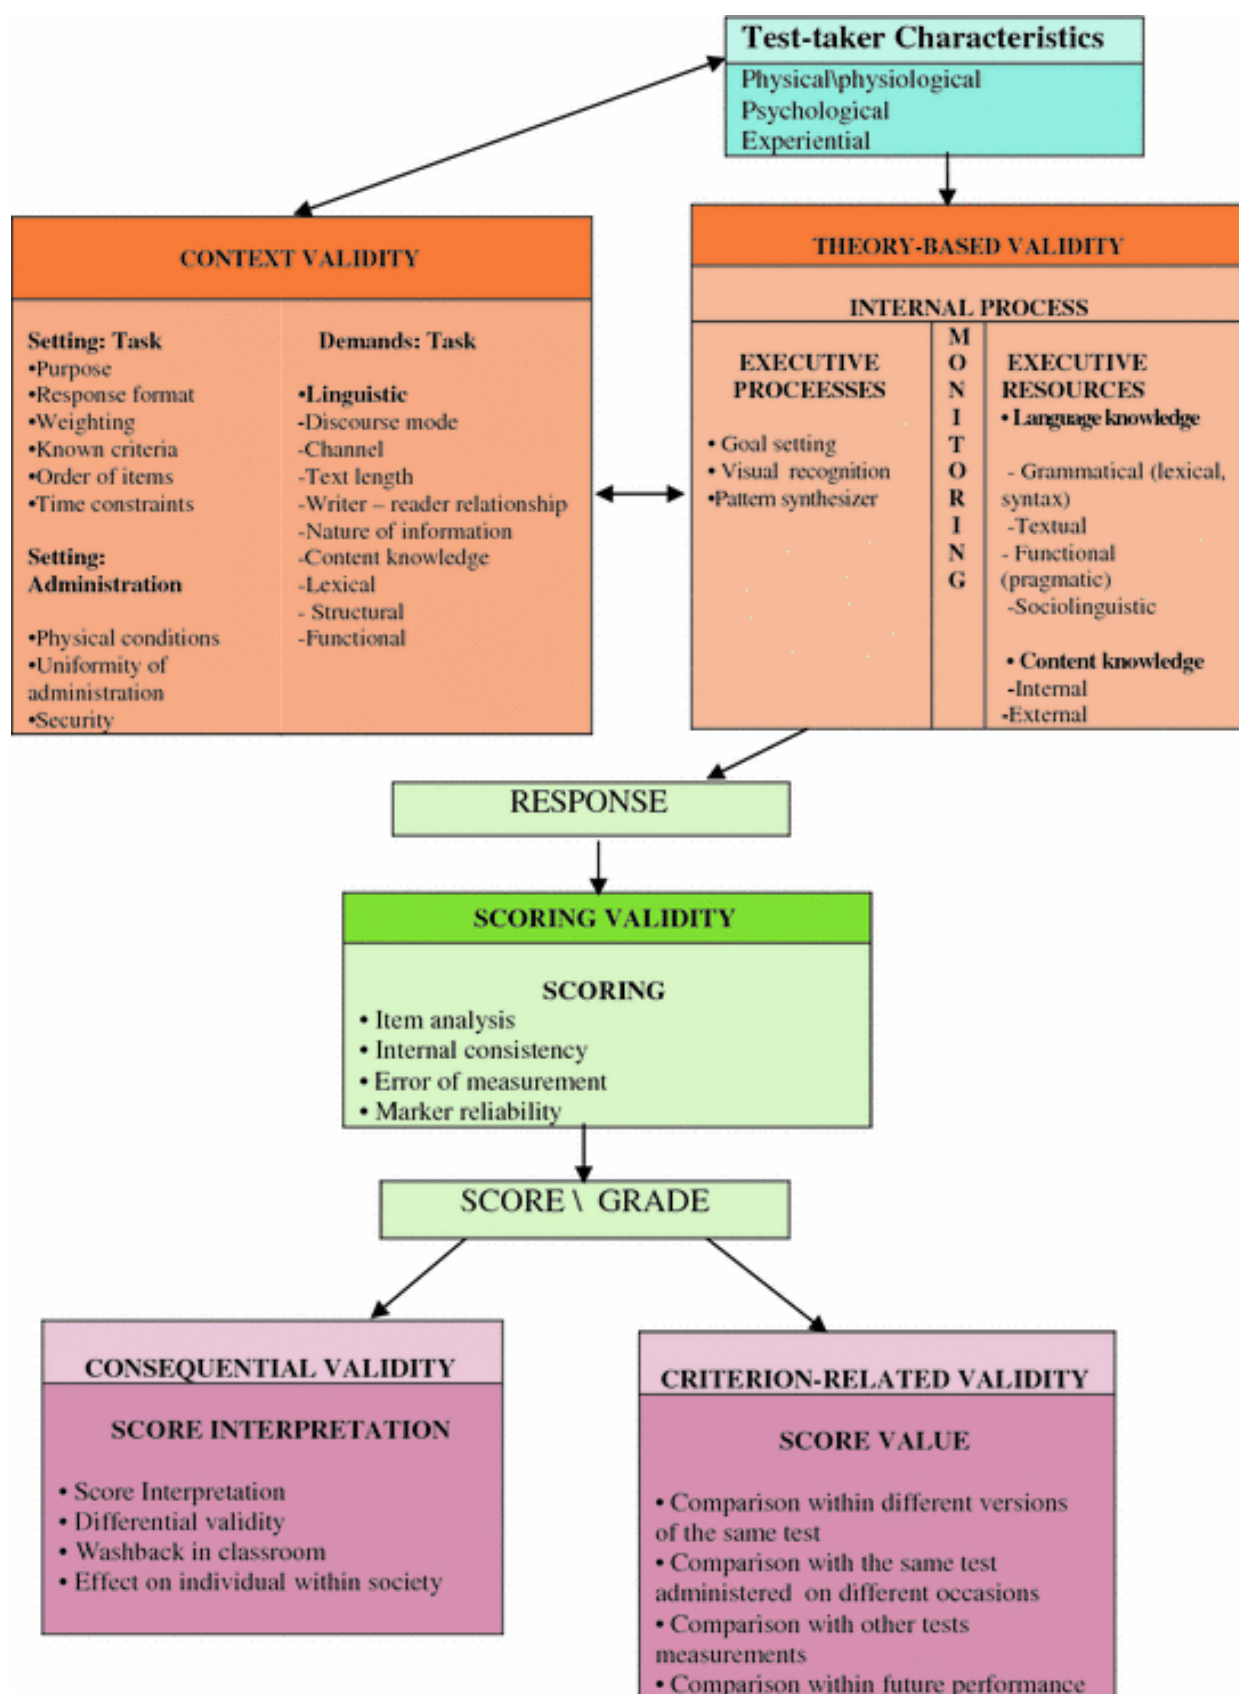 Test-taker Characteristics
Physical\physiological
Psychological
Experiential
CONTEXT VALIDITY
Setting: Task
•Purpose
•Response format
•Weighting
•Known criteria
•Order of items
•Time constraints
Setting:
Administration
•Physical conditions
•Uniformity of
administration
•Security
Demands: Task
•Linguistic
-Discourse mode
-Channel
-Text length
-Writer – reader relationship
-Nature of information
-Content knowledge
-Lexical
- Structural
-Functional
THEORY-BASED VALIDITY
INTERNAL PROCESS
EXECUTIVE
PROCEESSES
• Goal setting
• Visual recognition
•Pattern synthesizer
M
O
N
I
T
O
R
I
N
G
EXECUTIVE
RESOURCES
• Language knowledge
- Grammatical (lexical,
syntax)
-Textual
- Functional
(pragmatic)
-Sociolinguistic
• Content knowledge
-Internal
-External
RESPONSE
SCORING VALIDITY
SCORING
• Item analysis
• Internal consistency
• Error of measurement
• Marker reliability
SCORE \ GRADE
CONSEQUENTIAL VALIDITY
SCORE INTERPRETATION
• Score Interpretation
• Differential validity
• Washback in classroom
• Effect on individual within society
CRITERION-RELATED VALIDITY
SCORE VALUE
• Comparison within different versions
of the same test
• Comparison with the same test
administered on different occasions
• Comparison with other tests
measurements
• Comparison within future performance